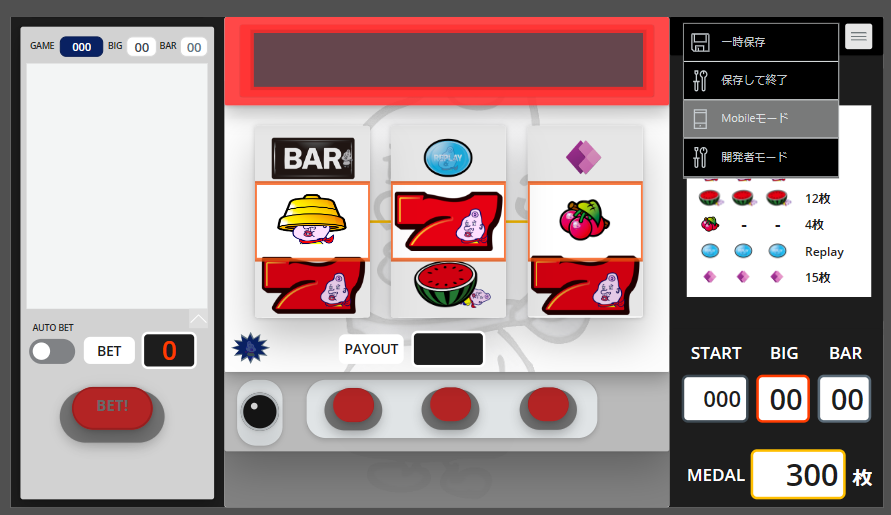 GAME 000 BIG 00 BAR 00
一時保存
保存して終了
Mobileモード
開発者モード
BAR
REPLAY
12枚
- - 4枚
Replay
15枚
AUTO BET
BET 0
BET!
PAYOUT
START BIG BAR
000 00 00
MEDAL 300 枚